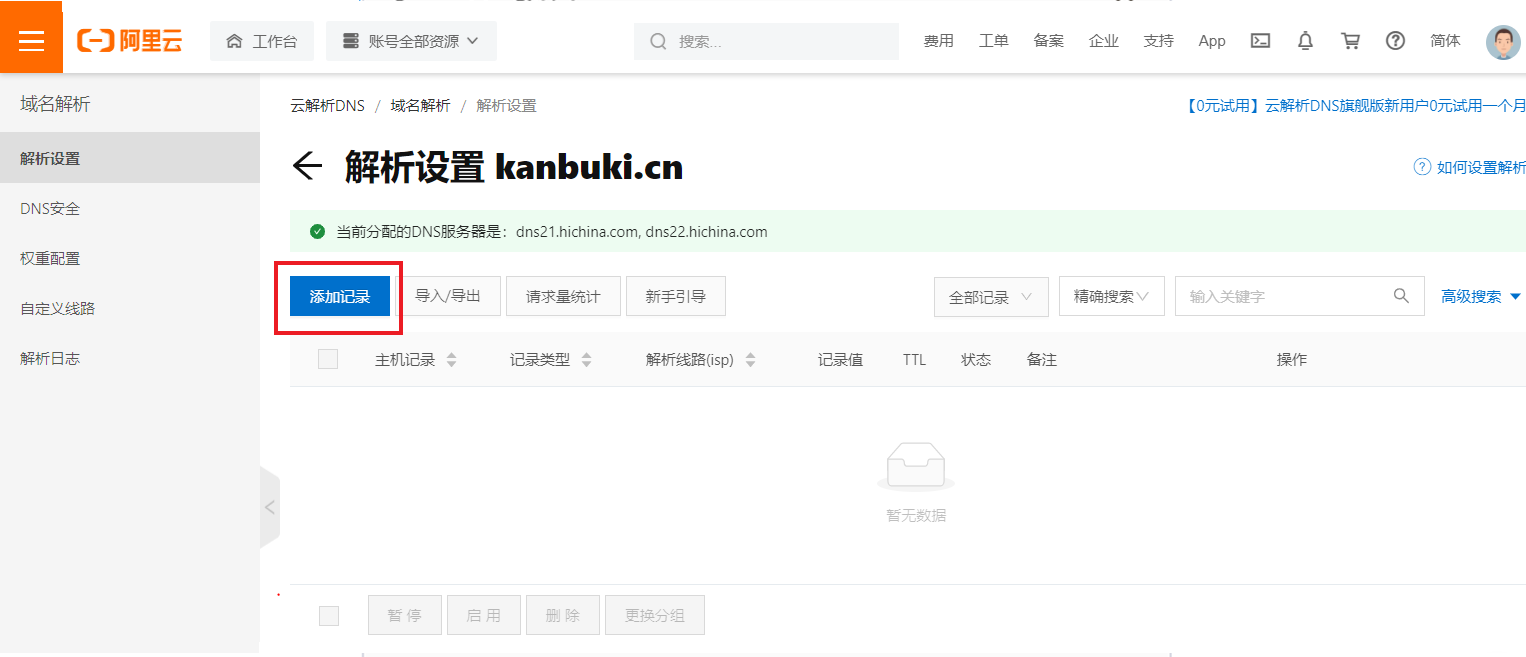 阿里云 工作台 账号全部资源 搜索... 费用 工单 备案 企业 支持 App 简体
域名解析
解析设置
DNS安全
权重配置
自定义线路
解析日志
云解析DNS / 域名解析 / 解析设置
【0元试用】云解析DNS旗舰版新用户0元试用一个月
解析设置 kanbuki.cn
如何设置解析
当前分配的DNS服务器是：dns21.hichina.com, dns22.hichina.com
添加记录 导入/导出 请求量统计 新手引导 全部记录 精确搜索 输入关键字 高级搜索
主机记录 记录类型 解析线路(isp) 记录值 TTL 状态 备注 操作
暂无数据
暂停 启用 删除 更换分组